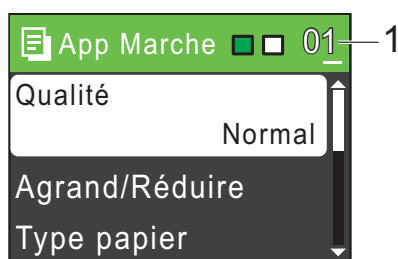 App Marche 01 1
Qualité
Normal
Agrand/Réduire
Type papier